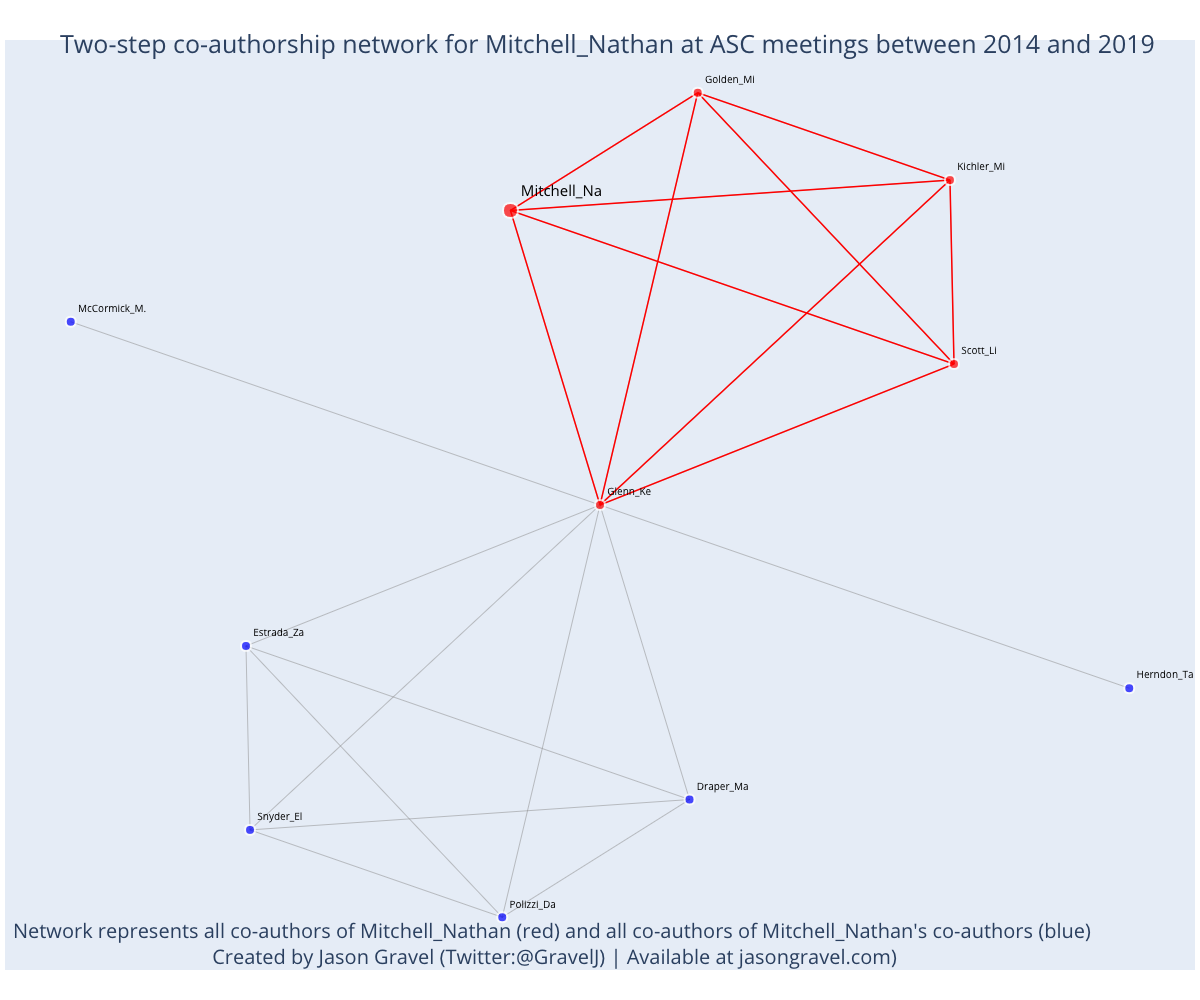 Two-step co-authorship network for Mitchell_Nathan at ASC meetings between 2014 and 2019
Golden_Mi
Kichler_Mi
Mitchell_Na
McCormick_M.
Scott_Li
Glenn_Ke
Estrada_Za
Herndon_Ta
Draper_Ma
Snyder_El
Polizzi_Da
Network represents all co-authors of Mitchell_Nathan (red) and all co-authors of Mitchell_Nathan's co-authors (blue)
Created by Jason Gravel (Twitter:@GravelJ) | Available at jasongravel.com)